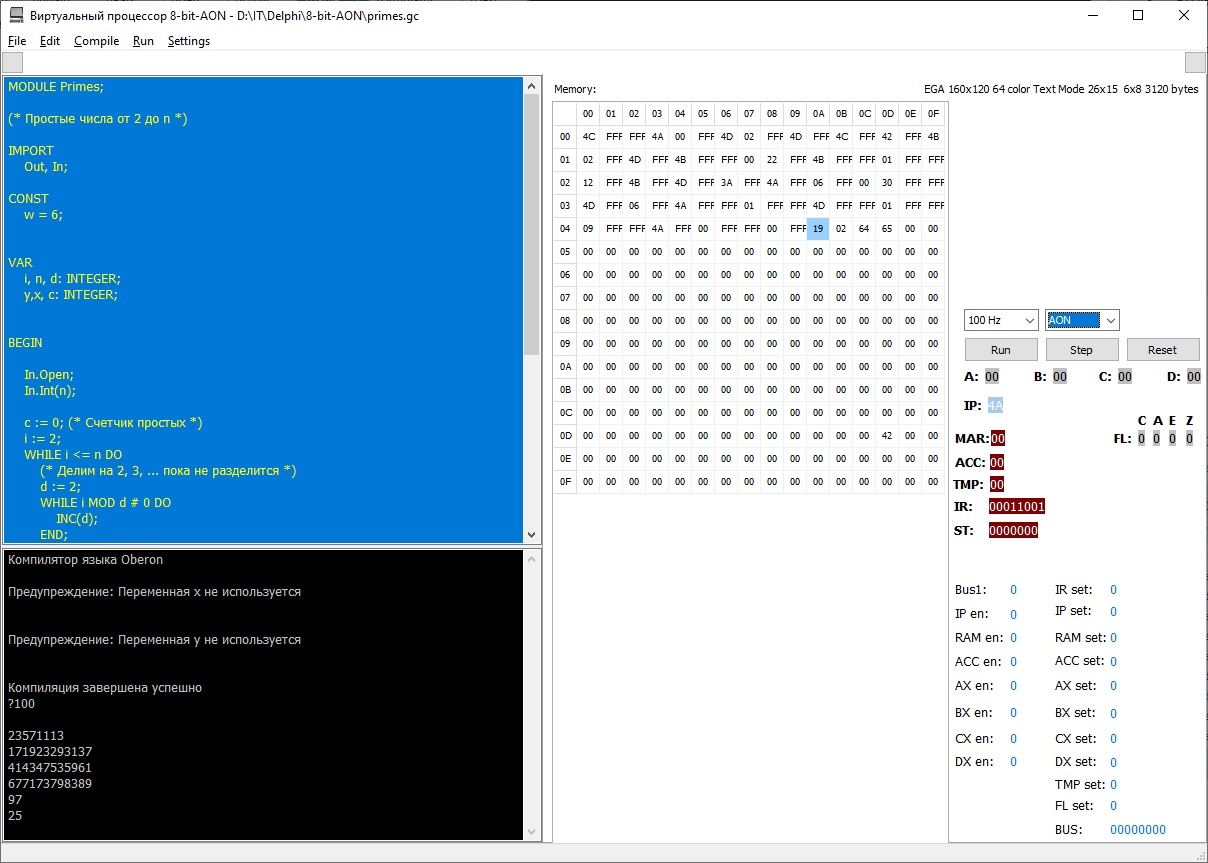 Виртуальный процессор 8-bit-AON - D:\IT\Delphi\8-bit-AON\primes.gc
File Edit Compile Run Settings
MODULE Primes;
(* Простые числа от 2 до n *)
IMPORT
Out, In;
CONST
w = 6;
VAR
i, n, d: INTEGER;
y,x, c: INTEGER;
BEGIN
In.Open;
In.Int(n);
c := 0; (* Счетчик простых *)
i := 2;
WHILE i <= n DO
(* Делим на 2, 3, ... пока не разделится *)
d := 2;
WHILE i MOD d # 0 DO
INC(d);
END;
Компилятор языка Oberon
Предупреждение: Переменная x не используется
Предупреждение: Переменная y не используется
Компиляция завершена успешно
?100
23571113
171923293137
414347535961
677173798389
97
25
Memory:
EGA 160x120 64 color Text Mode 26x15 6x8 3120 bytes
00 01 02 03 04 05 06 07 08 09 0A 0B 0C 0D 0E 0F
00 4C FFF FFF 4A 00 FFF 4D 02 FFF 4D FFF 4C FFF 42 FFF 4B
01 02 FFF 4D FFF 4B FFF FFF 00 22 FFF 4B FFF FFF 01 FFF FFF
02 12 FFF 4B FFF 4D FFF 3A FFF 4A FFF 06 FFF 00 30 FFF FFF
03 4D FFF 06 FFF 4A FFF FFF 01 FFF FFF 4D FFF FFF 01 FFF FFF
04 09 FFF FFF 4A FFF 00 FFF FFF 00 FFF 19 02 64 65 00 00
05 00 00 00 00 00 00 00 00 00 00 00 00 00 00 00 00
06 00 00 00 00 00 00 00 00 00 00 00 00 00 00 00 00
07 00 00 00 00 00 00 00 00 00 00 00 00 00 00 00 00
08 00 00 00 00 00 00 00 00 00 00 00 00 00 00 00 00
09 00 00 00 00 00 00 00 00 00 00 00 00 00 00 00 00
0A 00 00 00 00 00 00 00 00 00 00 00 00 00 00 00 00
0B 00 00 00 00 00 00 00 00 00 00 00 00 00 00 00 00
0C 00 00 00 00 00 00 00 00 00 00 00 00 00 00 00 00
0D 00 00 00 00 00 00 00 00 00 00 00 00 00 42 00 00
0E 00 00 00 00 00 00 00 00 00 00 00 00 00 00 00 00
0F 00 00 00 00 00 00 00 00 00 00 00 00 00 00 00 00
100 Hz AON
Run Step Reset
A: 00 B: 00 C: 00 D: 00
IP: 4A
C A E Z
MAR: 00 FL: 0 0 0 0
ACC: 00
TMP: 00
IR: 00011001
ST: 0000000
Bus1: 0 IR set: 0
IP en: 0 IP set: 0
RAM en: 0 RAM set: 0
ACC en: 0 ACC set: 0
AX en: 0 AX set: 0
BX en: 0 BX set: 0
CX en: 0 CX set: 0
DX en: 0 DX set: 0
TMP set: 0
FL set: 0
BUS: 00000000